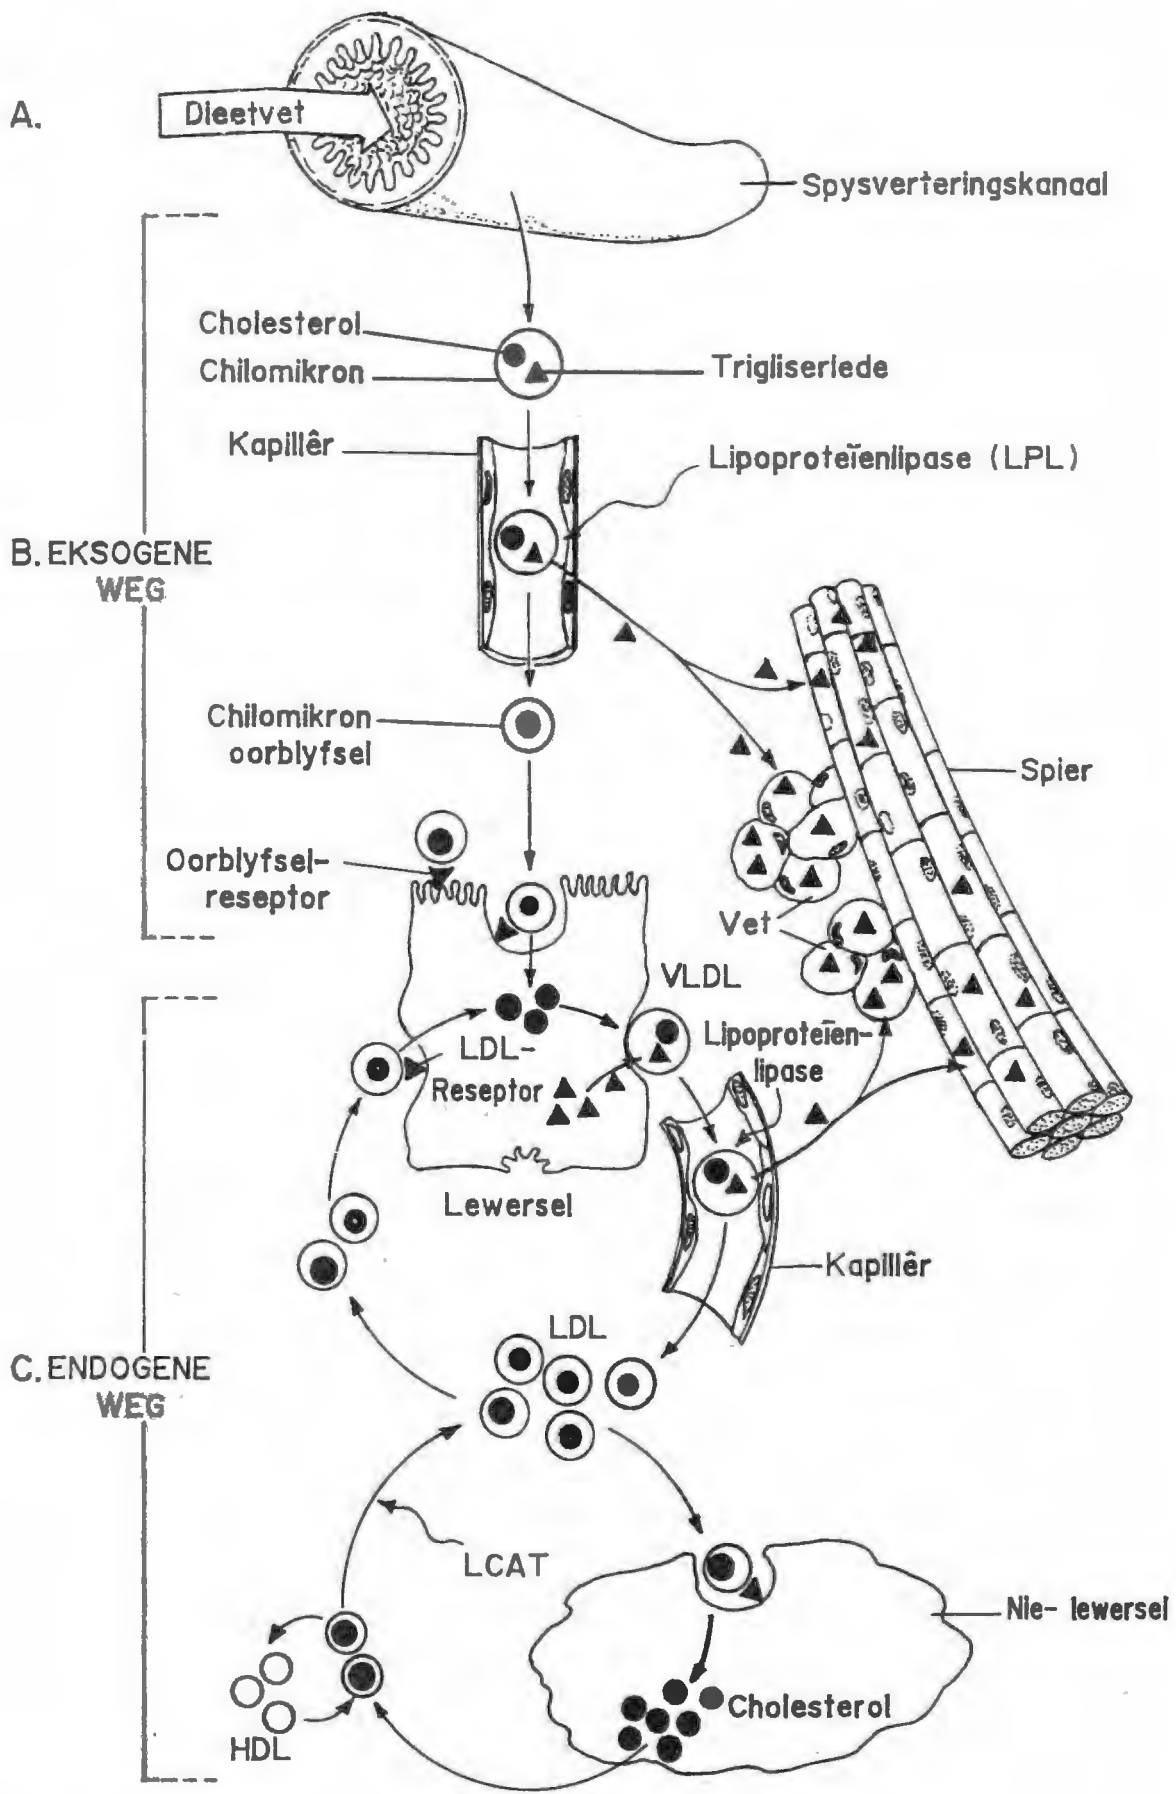 A.
Dieetvet
Spysverteringskanaal
Cholesterol
Chilomikron
Trigliseriede
Kapillêr
Lipoproteïenlipase (LPL)
B. EKSOGENE
WEG
Chilomikron
oorblyfsel
Spier
Oorblyfsel-
reseptor
Vet
VLDL
LDL-
Reseptor
Lipoproteïen-
lipase
Lewersel
Kapillêr
LDL
C. ENDOGENE
WEG
LCAT
Nie- lewersel
Cholesterol
HDL